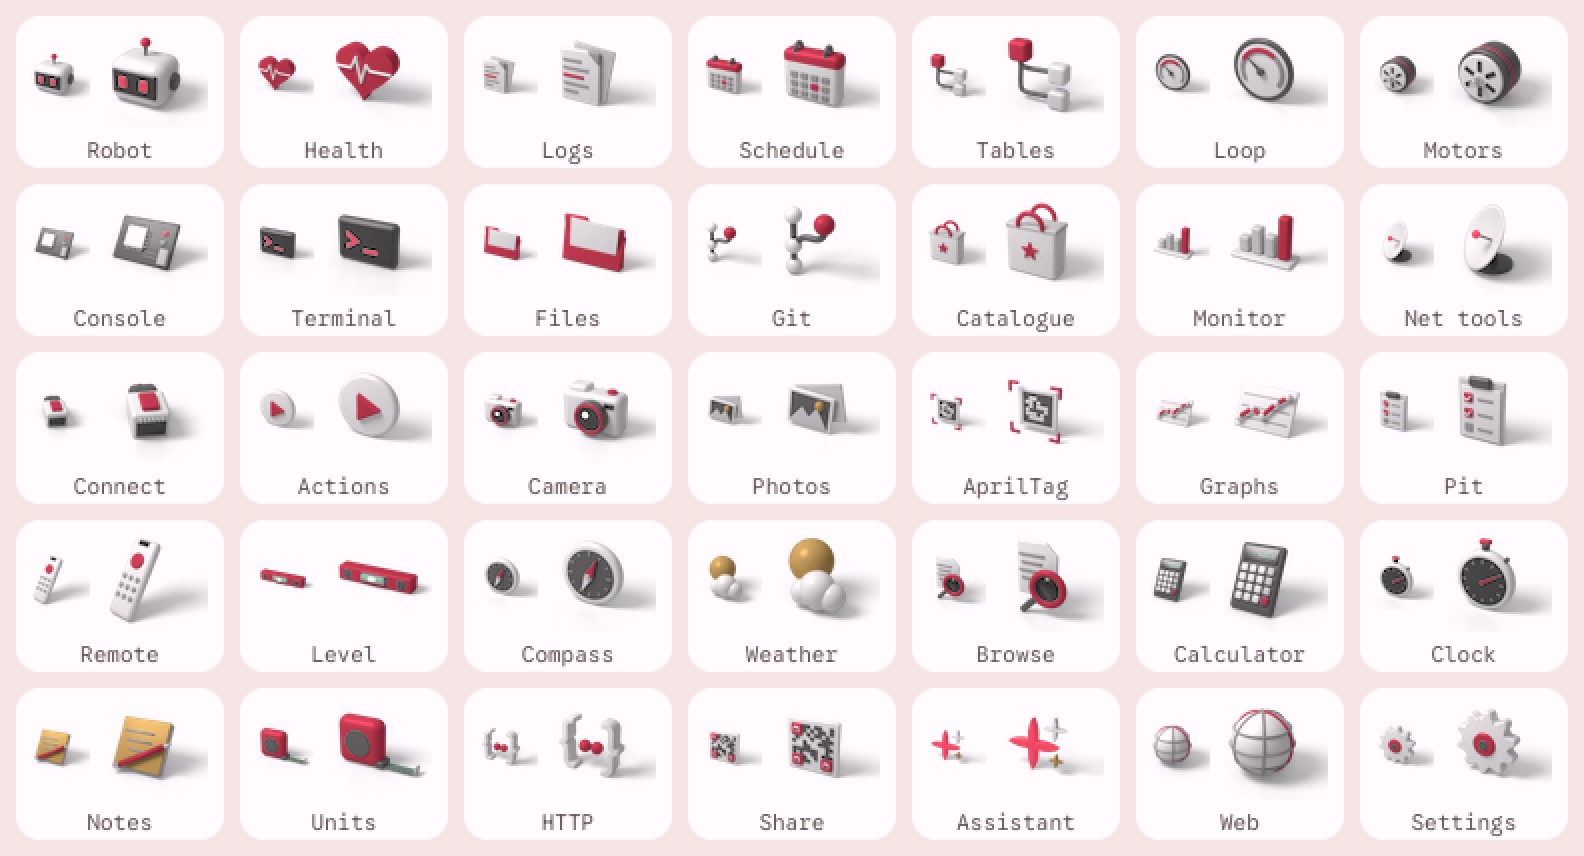 Robot
Health
Logs
Schedule
Tables
Loop
Motors
Console
Terminal
Files
Git
Catalogue
Monitor
Net tools
Connect
Actions
Camera
Photos
AprilTag
Graphs
Pit
Remote
Level
Compass
Weather
Browse
Calculator
Clock
Notes
Units
HTTP
Share
Assistant
Web
Settings